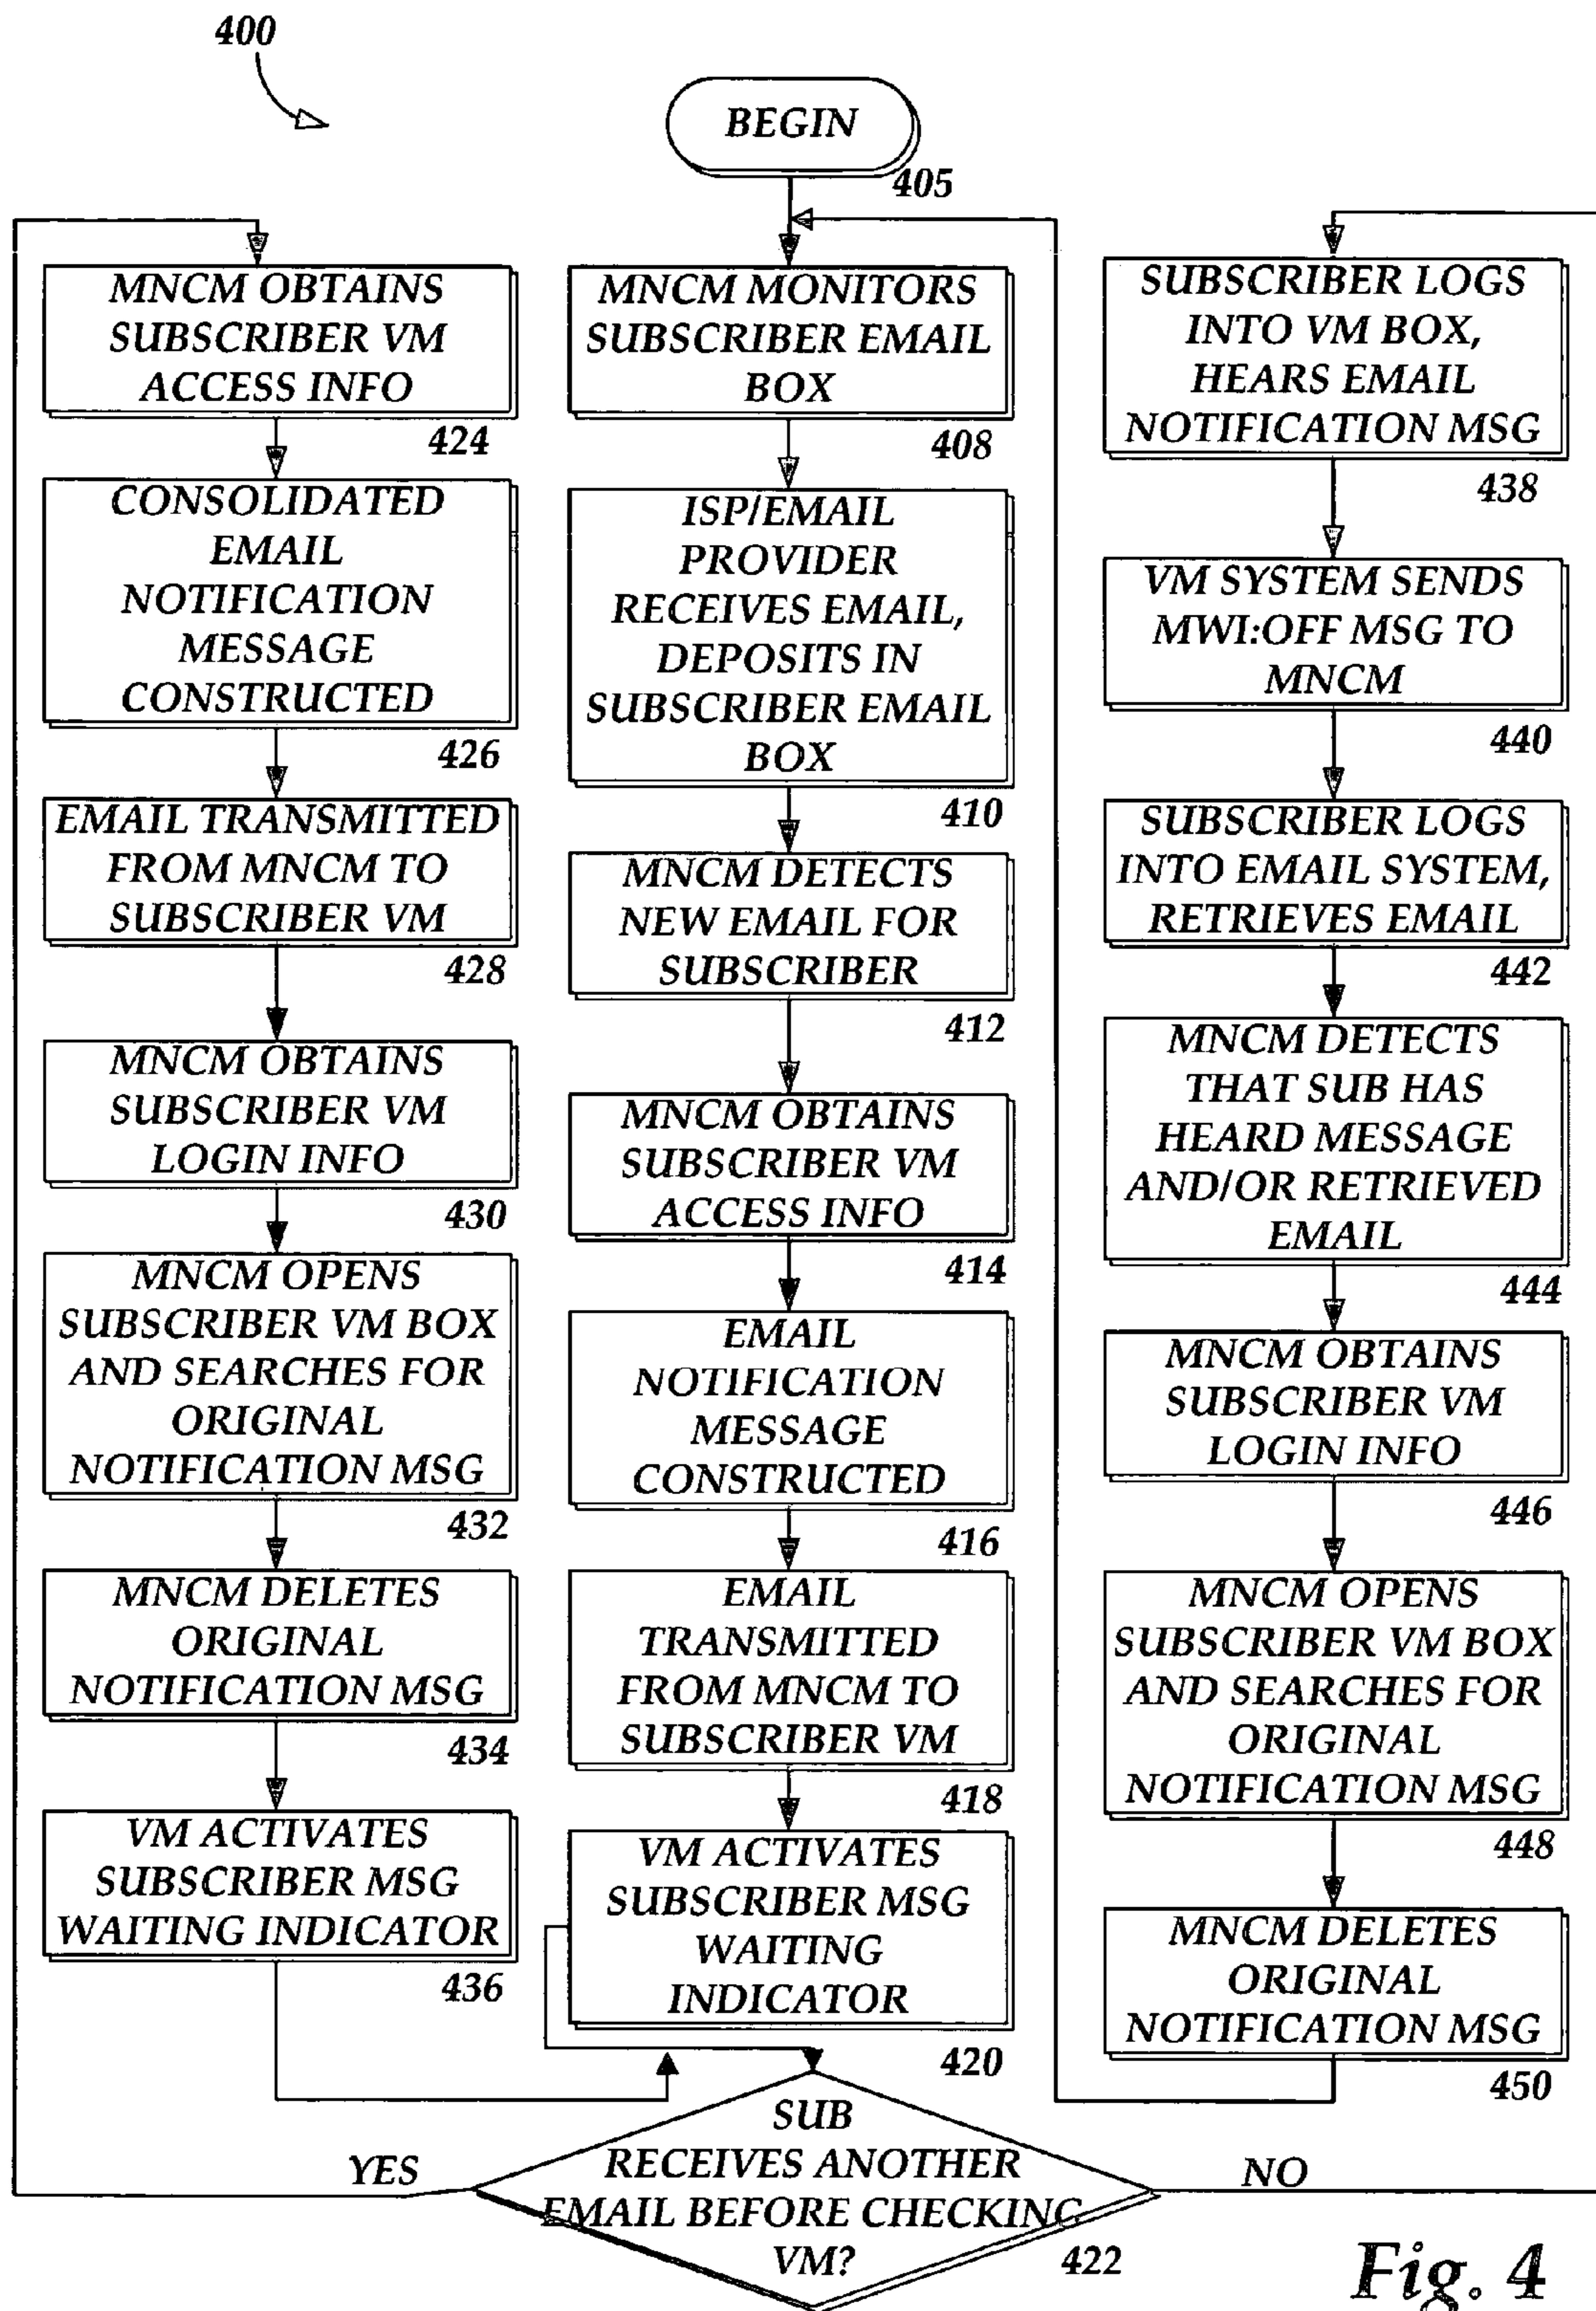 400
BEGIN
405
MNCM OBTAINS
SUBSCRIBER VM
ACCESS INFO
424
CONSOLIDATED
EMAIL
NOTIFICATION
MESSAGE
CONSTRUCTED
426
EMAIL TRANSMITTED
FROM MNCM TO
SUBSCRIBER VM
428
MNCM OBTAINS
SUBSCRIBER VM
LOGIN INFO
430
MNCM OPENS
SUBSCRIBER VM BOX
AND SEARCHES FOR
ORIGINAL
NOTIFICATION MSG
432
MNCM DELETES
ORIGINAL
NOTIFICATION MSG
434
VM ACTIVATES
SUBSCRIBER MSG
WAITING INDICATOR
436
MNCM MONITORS
SUBSCRIBER EMAIL
BOX
408
ISP/EMAIL
PROVIDER
RECEIVES EMAIL,
DEPOSITS IN
SUBSCRIBER EMAIL
BOX
410
MNCM DETECTS
NEW EMAIL FOR
SUBSCRIBER
412
MNCM OBTAINS
SUBSCRIBER VM
ACCESS INFO
414
EMAIL
NOTIFICATION
MESSAGE
CONSTRUCTED
416
EMAIL
TRANSMITTED
FROM MNCM TO
SUBSCRIBER VM
418
VM ACTIVATES
SUBSCRIBER MSG
WAITING
INDICATOR
420
SUB
RECEIVES ANOTHER
EMAIL BEFORE CHECKING
VM?
422
YES
NO
SUBSCRIBER LOGS
INTO VM BOX,
HEARS EMAIL
NOTIFICATION MSG
438
VM SYSTEM SENDS
MWI:OFF MSG TO
MNCM
440
SUBSCRIBER LOGS
INTO EMAIL SYSTEM,
RETRIEVES EMAIL
442
MNCM DETECTS
THAT SUB HAS
HEARD MESSAGE
AND/OR RETRIEVED
EMAIL
444
MNCM OBTAINS
SUBSCRIBER VM
LOGIN INFO
446
MNCM OPENS
SUBSCRIBER VM BOX
AND SEARCHES FOR
ORIGINAL
NOTIFICATION MSG
448
MNCM DELETES
ORIGINAL
NOTIFICATION MSG
450
Fig. 4